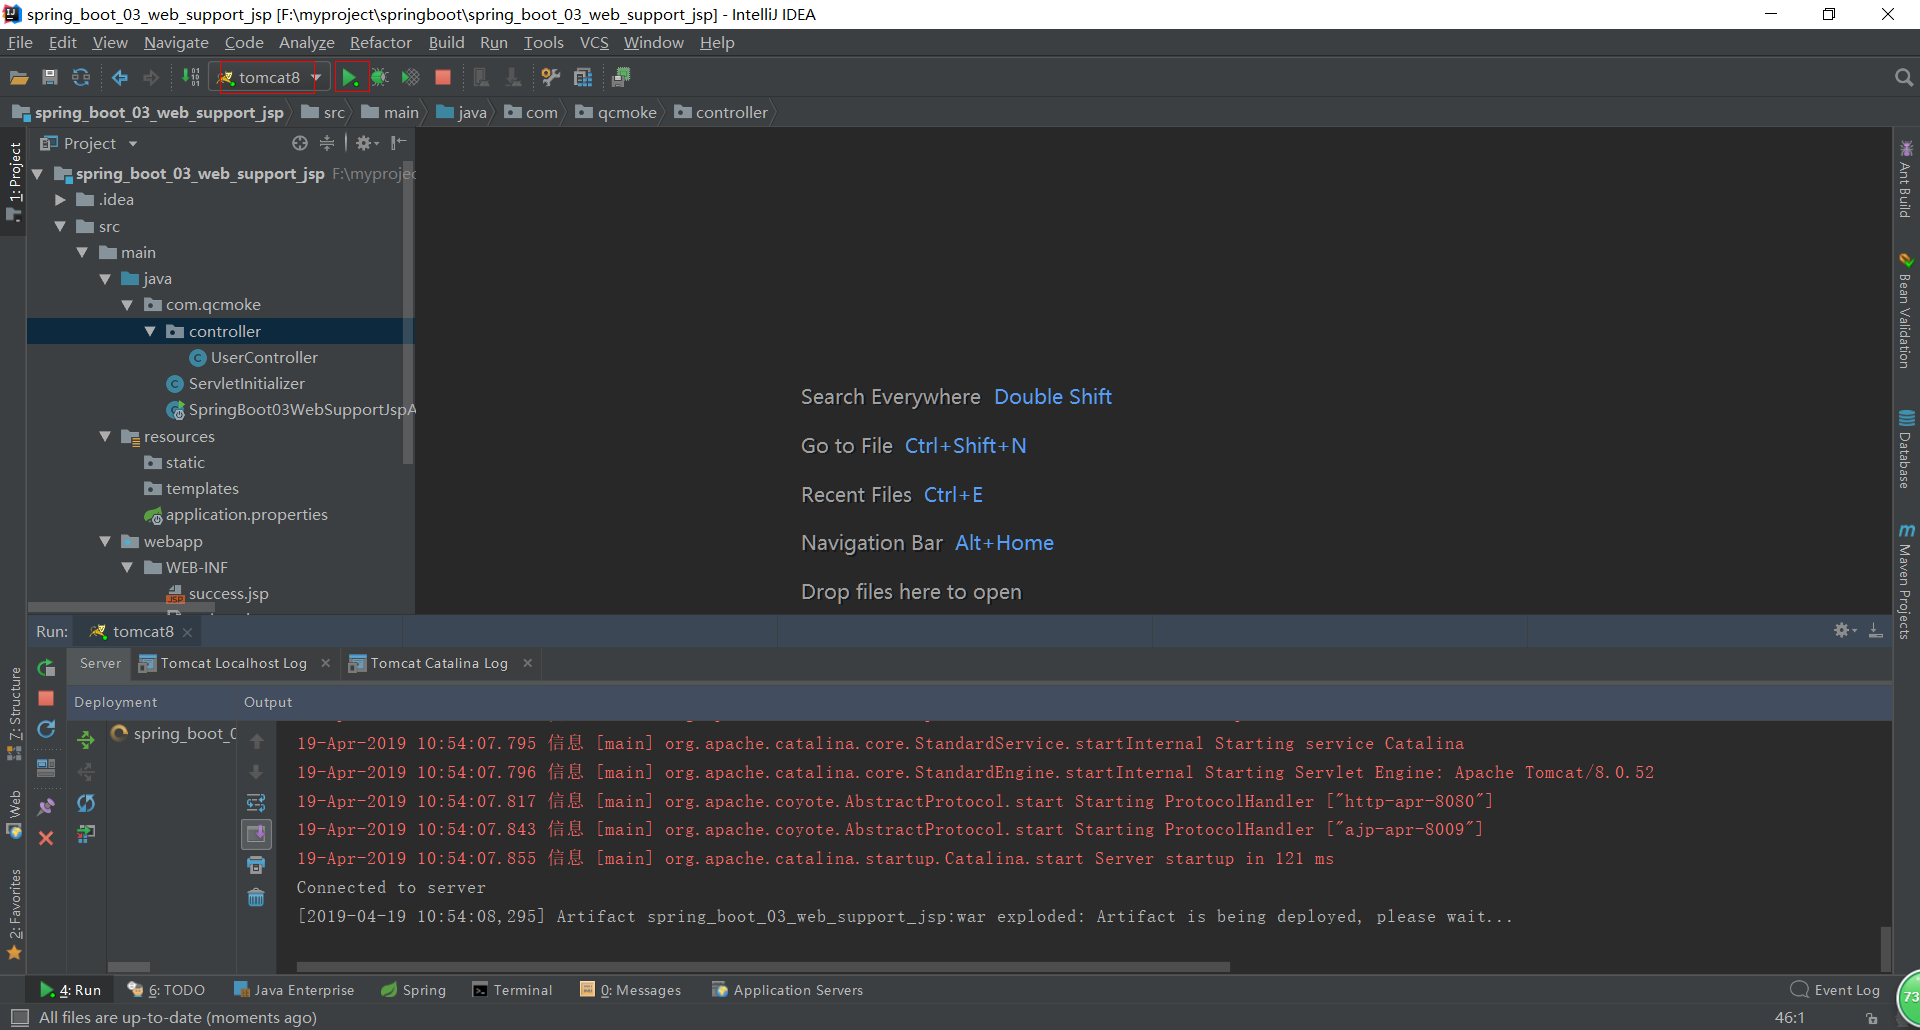 spring_boot_03_web_support_jsp [F:\myproject\springboot\spring_boot_03_web_support_jsp] - IntelliJ IDEA
File Edit View Navigate Code Analyze Refactor Build Run Tools VCS Window Help
tomcat8
spring_boot_03_web_support_jsp src main java com qcmoke controller
Project
spring_boot_03_web_support_jsp F:\myprojec
.idea
src
main
java
com.qcmoke
controller
UserController
ServletInitializer
SpringBoot03WebSupportJspA
resources
static
templates
application.properties
webapp
WEB-INF
success.jsp
1: Project
7: Structure
Web
2: Favorites
Search Everywhere Double Shift
Go to File Ctrl+Shift+N
Recent Files Ctrl+E
Navigation Bar Alt+Home
Drop files here to open
Ant Build
Bean Validation
Database
Maven Projects
Run: tomcat8
Server Tomcat Localhost Log Tomcat Catalina Log
Deployment Output
spring_boot_0
19-Apr-2019 10:54:07.795 信息 [main] org.apache.catalina.core.StandardService.startInternal Starting service Catalina
19-Apr-2019 10:54:07.796 信息 [main] org.apache.catalina.core.StandardEngine.startInternal Starting Servlet Engine: Apache Tomcat/8.0.52
19-Apr-2019 10:54:07.817 信息 [main] org.apache.coyote.AbstractProtocol.start Starting ProtocolHandler ["http-apr-8080"]
19-Apr-2019 10:54:07.843 信息 [main] org.apache.coyote.AbstractProtocol.start Starting ProtocolHandler ["ajp-apr-8009"]
19-Apr-2019 10:54:07.855 信息 [main] org.apache.catalina.startup.Catalina.start Server startup in 121 ms
Connected to server
[2019-04-19 10:54:08,295] Artifact spring_boot_03_web_support_jsp:war exploded: Artifact is being deployed, please wait...
4: Run 6: TODO Java Enterprise Spring Terminal 0: Messages Application Servers Event Log
73
All files are up-to-date (moments ago) 46:1